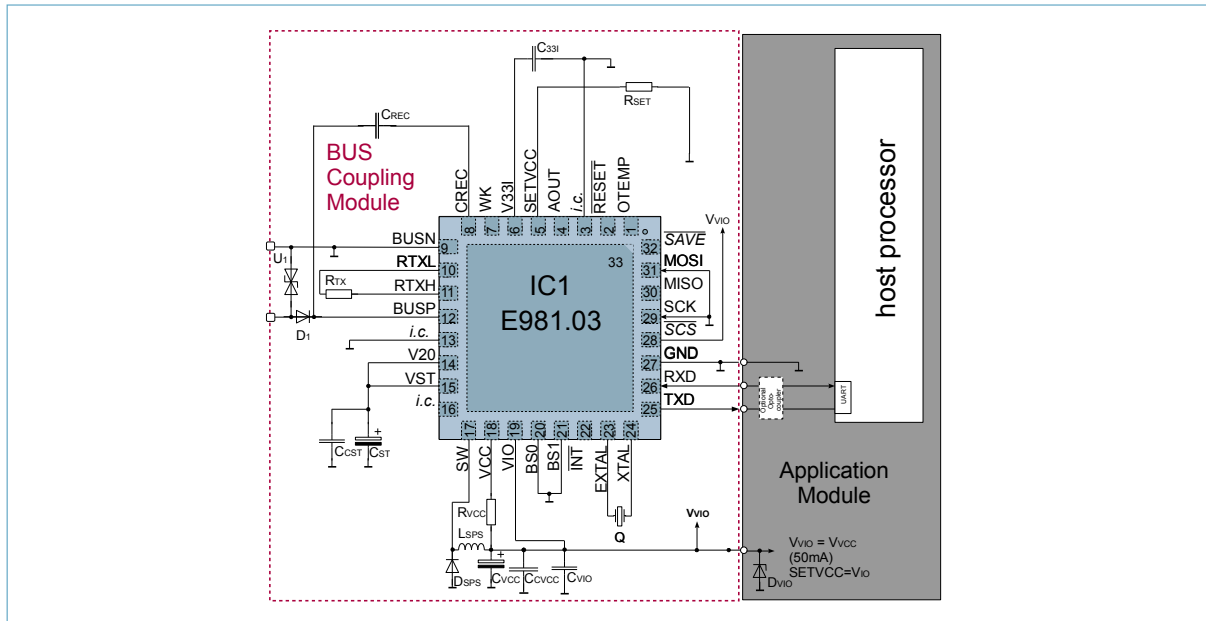 C33I
RSET
CREC
BUS
Coupling
Module
CREC
WK
V33I
SETVCC
AOUT
i.c.
RESET
OTEMP
8
7
6
5
4
3
2
1
BUSN
9
RTXL
10
RTXH
11
BUSP
12
i.c.
13
V20
14
VST
15
i.c.
16
U1
RTX
D1
IC1
E981.03
33
32
SAVE
31
MOSI
30
MISO
29
SCK
28
SCS
27
GND
26
RXD
25
TXD
VVIO
17
18
19
20
21
22
23
24
SW
VCC
VIO
BS0
BS1
INT
EXTAL
XTAL
CCST
+
CST
RVCC
LSPS
DSPS
+
CVCC
CCVCC
CVIO
Q
VVIO
host processor
UART
Optional
Opto-
coupler
Application
Module
VVIO = VVCC
(50mA)
SETVCC=VIO
DVIO